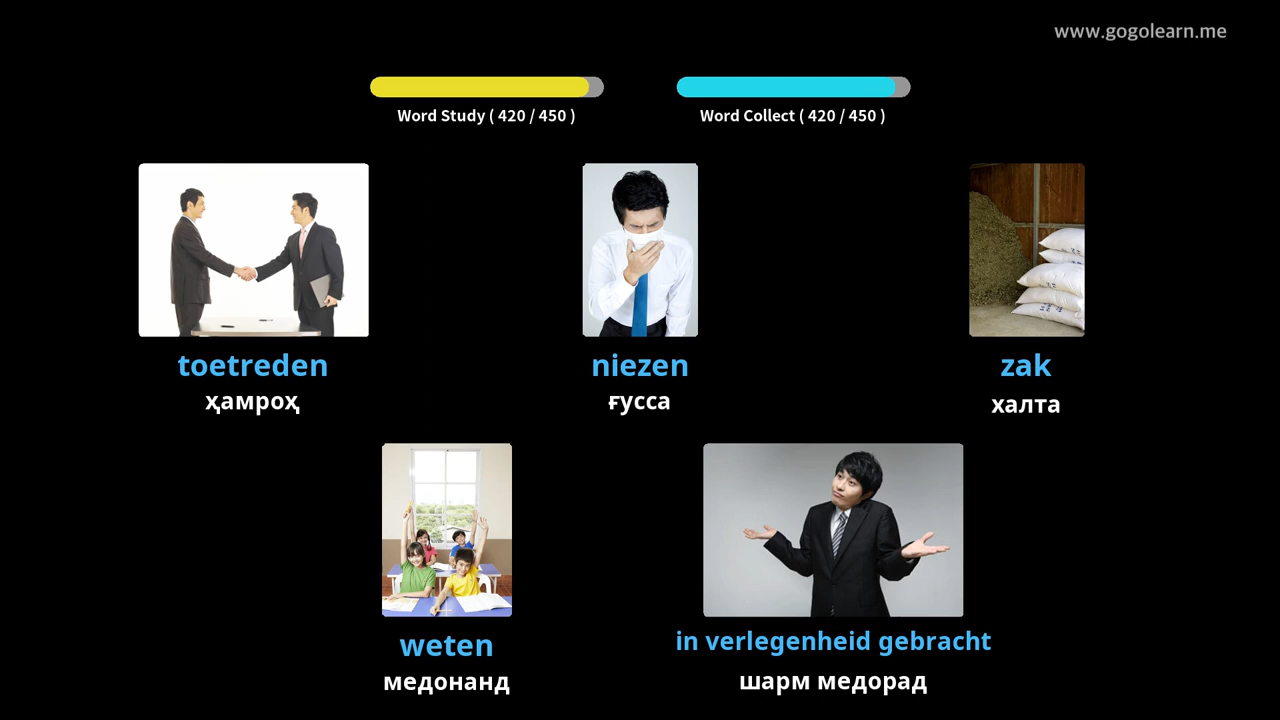 www.gogolearn.me
Word Study ( 420 / 450 )
Word Collect ( 420 / 450 )
toetreden
ҳамроҳ
niezen
ғусса
zak
халта
weten
медонанд
in verlegenheid gebracht
шарм медорад